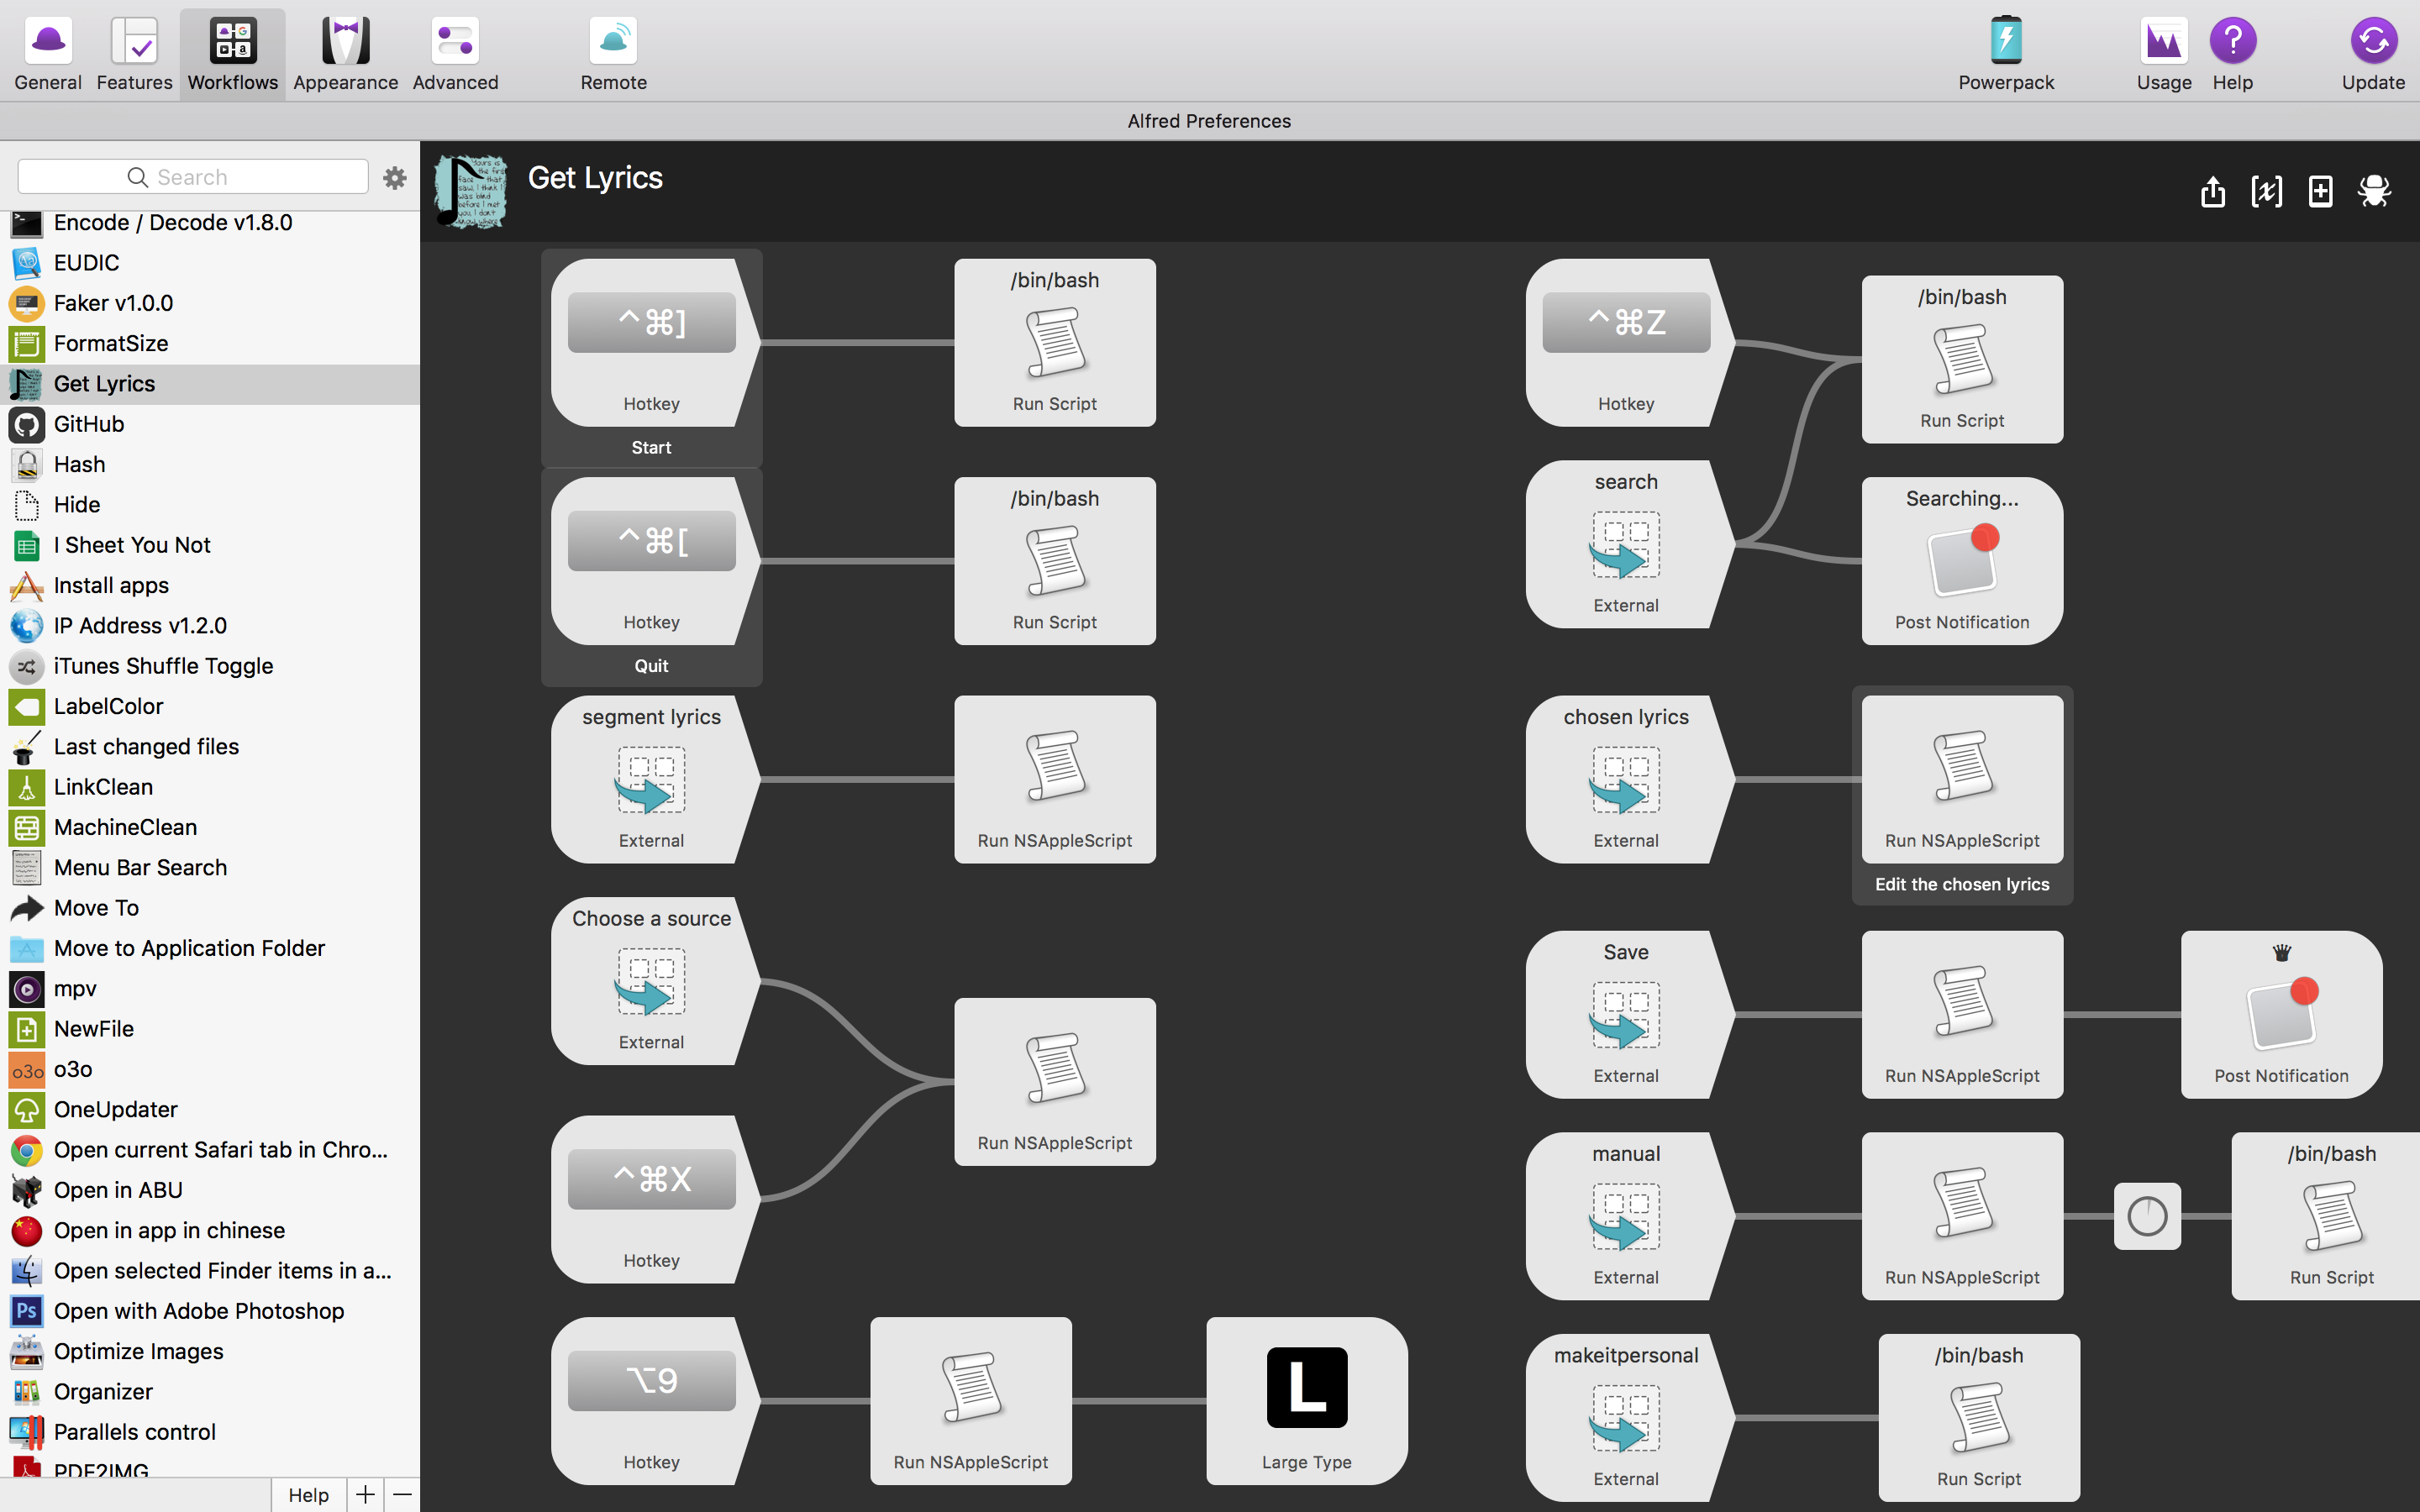 General
Features
Workflows
Appearance
Advanced
Remote
Powerpack
Usage
Help
Update
Alfred Preferences
Search
Encode / Decode v1.8.0
EUDIC
Faker v1.0.0
FormatSize
Get Lyrics
GitHub
Hash
Hide
I Sheet You Not
Install apps
IP Address v1.2.0
iTunes Shuffle Toggle
LabelColor
Last changed files
LinkClean
MachineClean
Menu Bar Search
Move To
Move to Application Folder
mpv
NewFile
o3o
o3o
OneUpdater
Open current Safari tab in Chro...
Open in ABU
Open in app in chinese
Open selected Finder items in a...
Ps
Open with Adobe Photoshop
Optimize Images
Organizer
Parallels control
PDF2IMG
Help
Get Lyrics
^⌘]
Hotkey
Start
/bin/bash
Run Script
^⌘Z
Hotkey
/bin/bash
Run Script
^⌘[
Hotkey
Quit
/bin/bash
Run Script
search
External
Searching...
Post Notification
segment lyrics
External
Run NSAppleScript
chosen lyrics
External
Run NSAppleScript
Edit the chosen lyrics
Choose a source
External
Run NSAppleScript
Save
External
Run NSAppleScript
Post Notification
^⌘X
Hotkey
manual
External
Run NSAppleScript
/bin/bash
Run Script
⌥9
Hotkey
Run NSAppleScript
L
Large Type
makeitpersonal
External
/bin/bash
Run Script